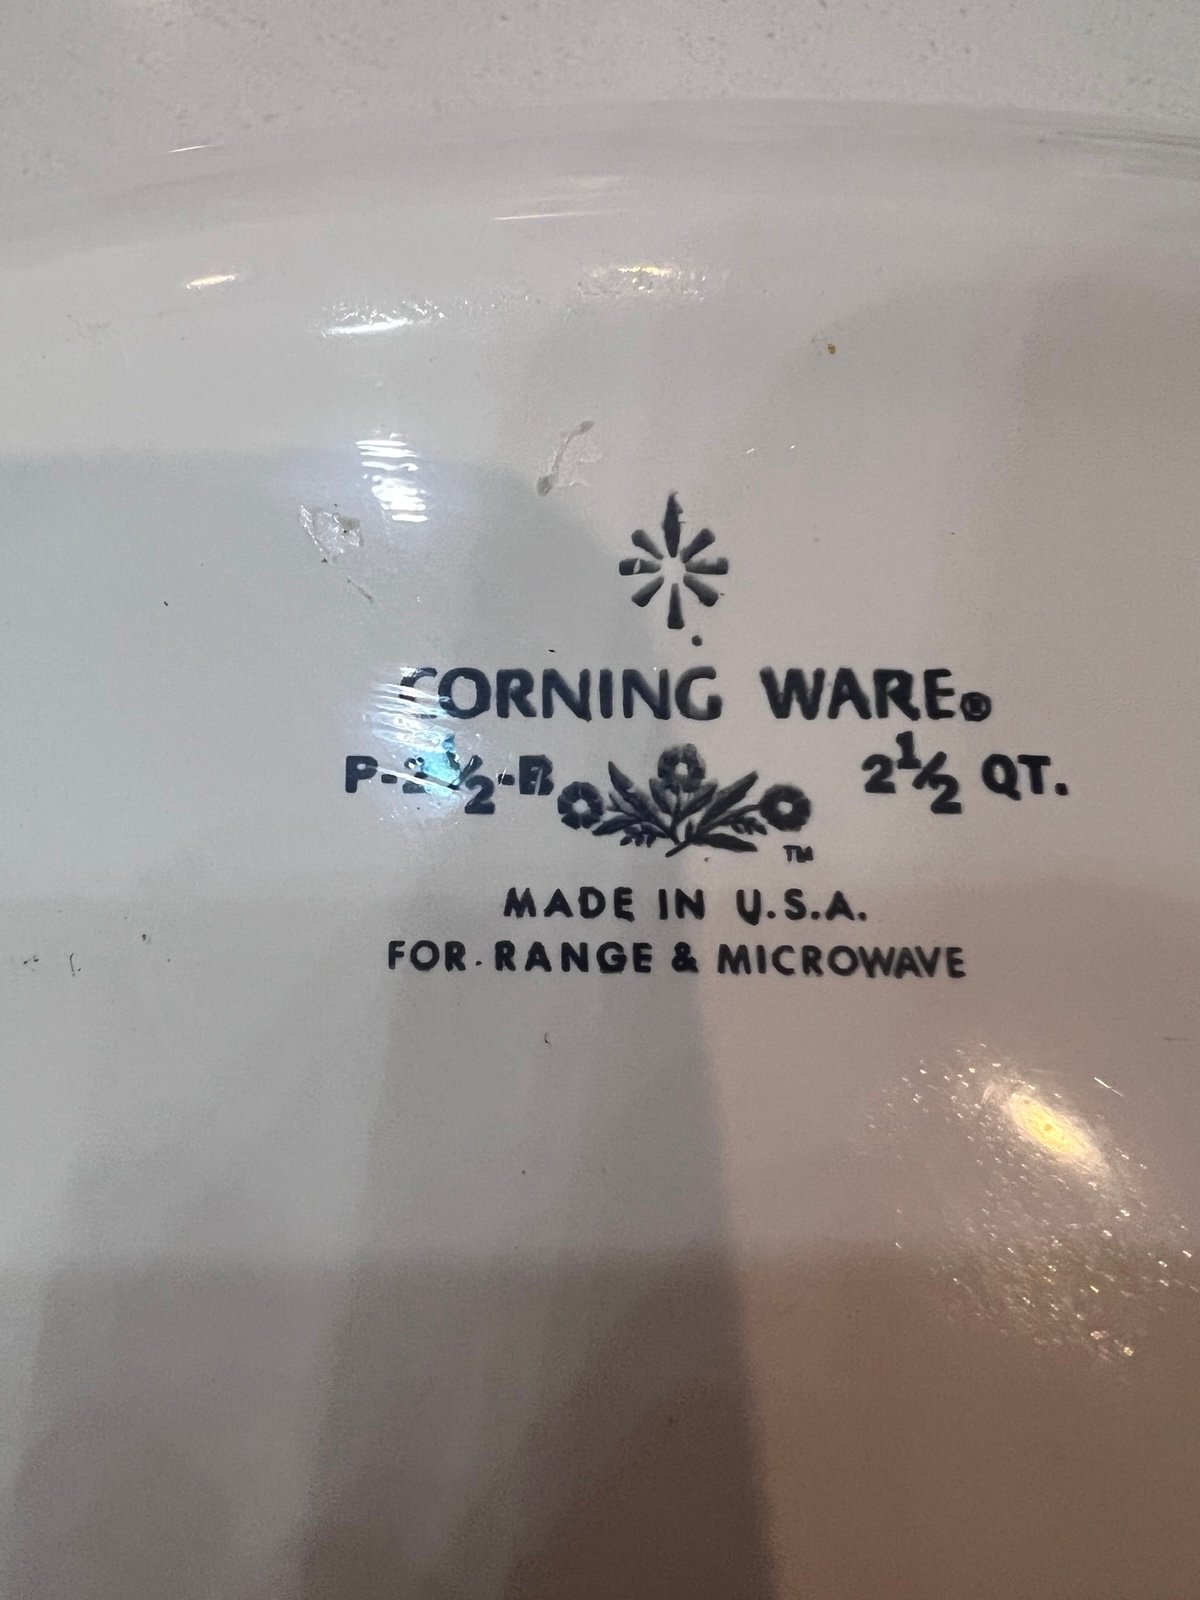 CORNING WARE®
P-2½-B 2½ QT.
TM
MADE IN U.S.A.
FOR RANGE & MICROWAVE